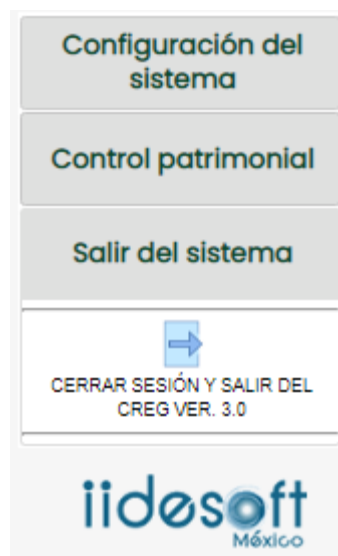 Configuración del
sistema
Control patrimonial
Salir del sistema
CERRAR SESIÓN Y SALIR DEL
CREG VER. 3.0
iidesoft
México